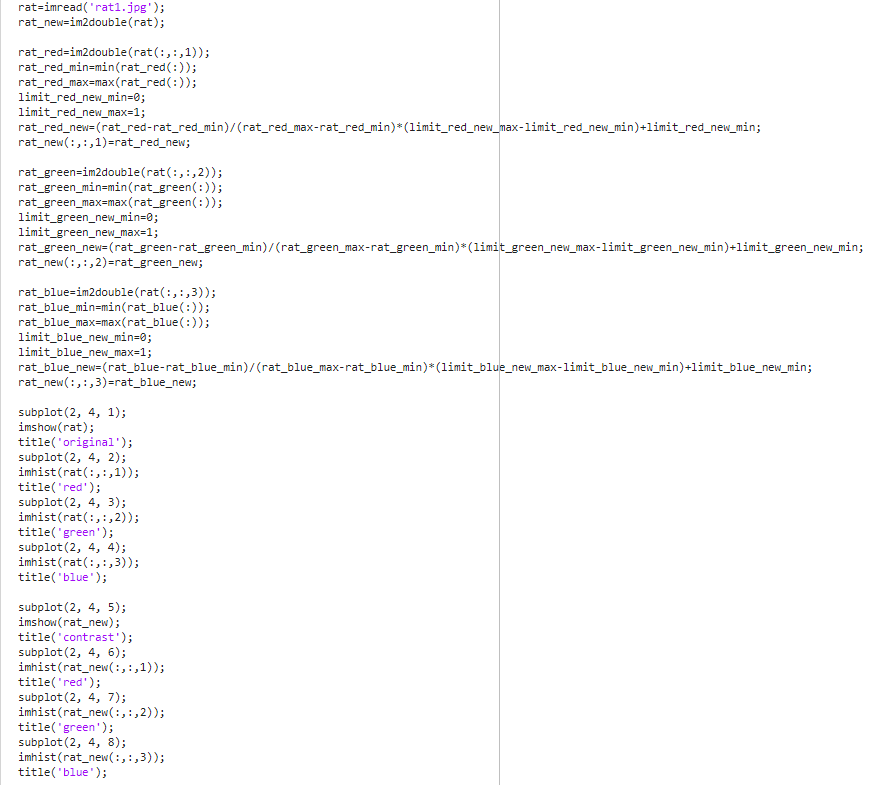 rat=imread('rat1.jpg');
rat_new=im2double(rat);
rat_red=im2double(rat(:,:,1));
rat_red_min=min(rat_red(:));
rat_red_max=max(rat_red(:));
limit_red_new_min=0;
limit_red_new_max=1;
rat_red_new=(rat_red-rat_red_min)/(rat_red_max-rat_red_min)*(limit_red_new_max-limit_red_new_min)+limit_red_new_min;
rat_new(:,:,1)=rat_red_new;
rat_green=im2double(rat(:,:,2));
rat_green_min=min(rat_green(:));
rat_green_max=max(rat_green(:));
limit_green_new_min=0;
limit_green_new_max=1;
rat_green_new=(rat_green-rat_green_min)/(rat_green_max-rat_green_min)*(limit_green_new_max-limit_green_new_min)+limit_green_new_min;
rat_new(:,:,2)=rat_green_new;
rat_blue=im2double(rat(:,:,3));
rat_blue_min=min(rat_blue(:));
rat_blue_max=max(rat_blue(:));
limit_blue_new_min=0;
limit_blue_new_max=1;
rat_blue_new=(rat_blue-rat_blue_min)/(rat_blue_max-rat_blue_min)*(limit_blue_new_max-limit_blue_new_min)+limit_blue_new_min;
rat_new(:,:,3)=rat_blue_new;
subplot(2, 4, 1);
imshow(rat);
title('original');
subplot(2, 4, 2);
imhist(rat(:,:,1));
title('red');
subplot(2, 4, 3);
imhist(rat(:,:,2));
title('green');
subplot(2, 4, 4);
imhist(rat(:,:,3));
title('blue');
subplot(2, 4, 5);
imshow(rat_new);
title('contrast');
subplot(2, 4, 6);
imhist(rat_new(:,:,1));
title('red');
subplot(2, 4, 7);
imhist(rat_new(:,:,2));
title('green');
subplot(2, 4, 8);
imhist(rat_new(:,:,3));
title('blue');